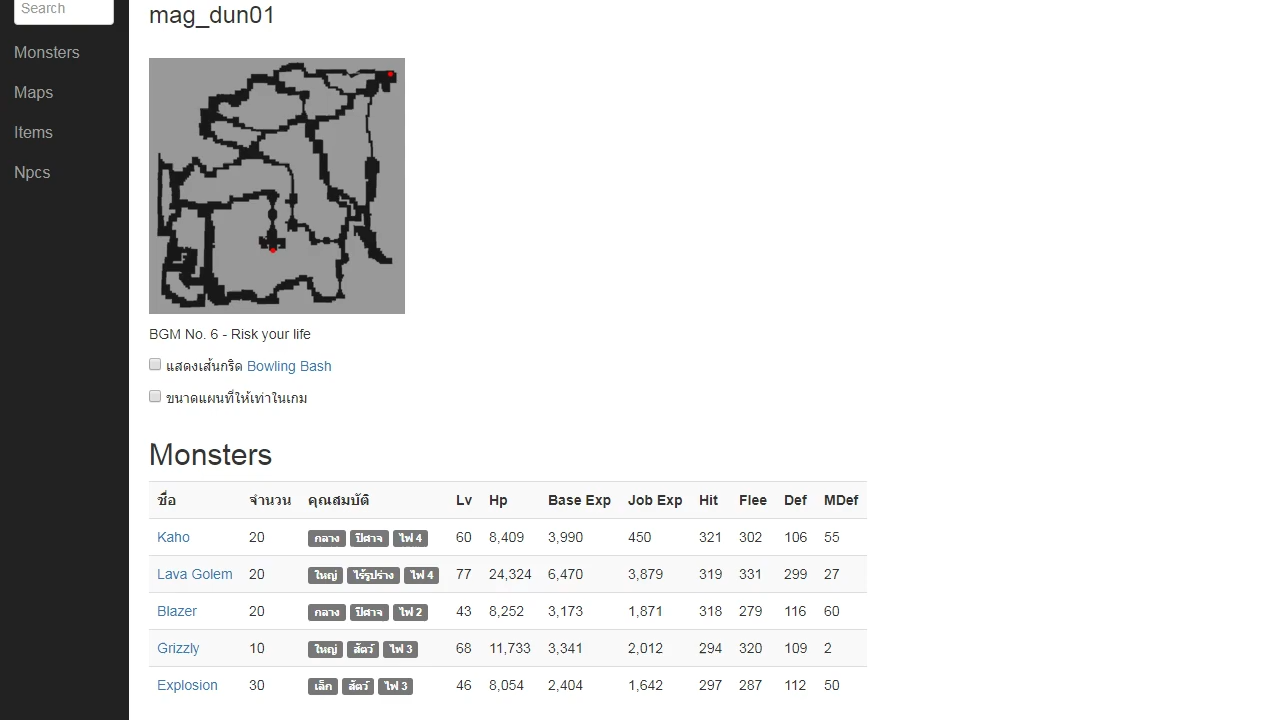 Search
Monsters
Maps
Items
Npcs
mag_dun01
BGM No. 6 - Risk your life
แสดงเส้นกริด Bowling Bash
ขนาดแผนที่ให้เท่าในเกม
Monsters
ชื่อ จำนวน คุณสมบัติ Lv Hp Base Exp Job Exp Hit Flee Def MDef
Kaho 20 กลาง ปีศาจ ไฟ 4 60 8,409 3,990 450 321 302 106 55
Lava Golem 20 ใหญ่ ไร้รูปร่าง ไฟ 4 77 24,324 6,470 3,879 319 331 299 27
Blazer 20 กลาง ปีศาจ ไฟ 2 43 8,252 3,173 1,871 318 279 116 60
Grizzly 10 ใหญ่ สัตว์ ไฟ 3 68 11,733 3,341 2,012 294 320 109 2
Explosion 30 เล็ก สัตว์ ไฟ 3 46 8,054 2,404 1,642 297 287 112 50